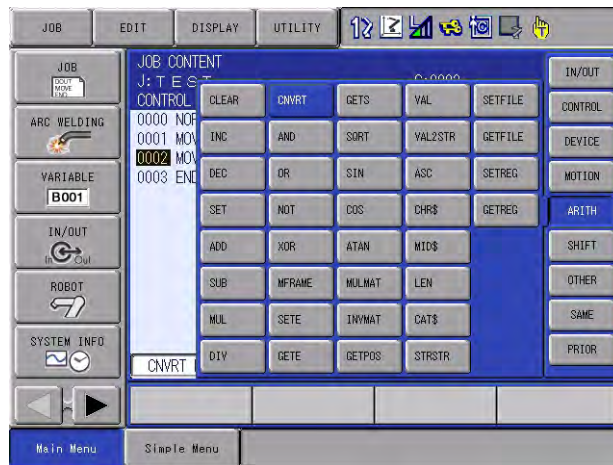 JOB EDIT DISPLAY UTILITY
JOB
DOUT
MOVE
END
ARC WELDING
VARIABLE
B001
IN/OUT
In Out
ROBOT
SYSTEM INFO
JOB CONTENT
J:TEST
CONTROL
0000 NOP
0001 MOV
0002 MOV
0003 END
CLEAR CNVRT GETS VAL SETFILE
INC AND SQRT VAL2STR GETFILE
DEC OR SIN ASC SETREG
SET NOT COS CHR$ GETREG
ADD XOR ATAN MID$
SUB MFRAME MULMAT LEN
MUL SETE INVMAT CAT$
DIV GETE GETPOS STRSTR
IN/OUT
CONTROL
DEVICE
MOTION
ARITH
SHIFT
OTHER
SAME
PRIOR
CNVRT
Main Menu Simple Menu